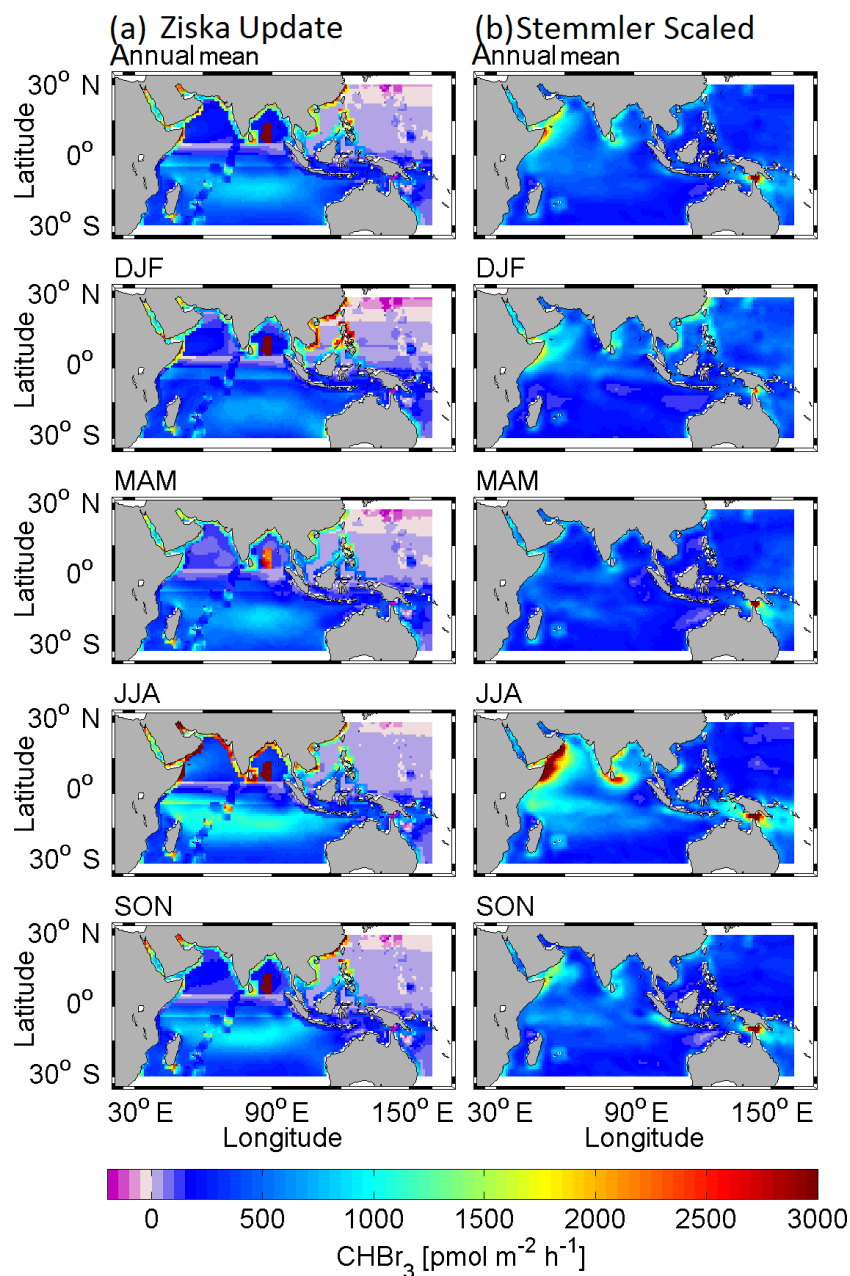 (a) Ziska Update
(b) Stemmler Scaled
Annual mean
Annual mean
30° N
Latitude
0°
30° S
DJF
DJF
30° N
Latitude
0°
30° S
MAM
MAM
30° N
Latitude
0°
30° S
JJA
JJA
30° N
Latitude
0°
30° S
SON
SON
30° N
Latitude
0°
30° S
30° E 90° E 150° E
30° E 90° E 150° E
Longitude
Longitude
0 500 1000 1500 2000 2500 3000
CHBr₃ [pmol m⁻² h⁻¹]